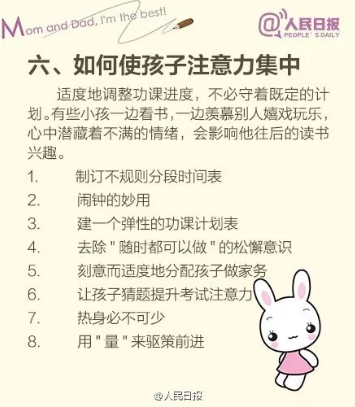 Mom and Dad, I'm the best!
@人民日报
PEOPLE'S DAILY
六、如何使孩子注意力集中
适度地调整功课进度，不必守着既定的计
划。有些小孩一边看书，一边羡慕别人嬉戏玩乐，
心中潜藏着不满的情绪，会影响他往后的读书
兴趣。
1. 制订不规则分段时间表
2. 闹钟的妙用
3. 建一个弹性的功课计划表
4. 去除"随时都可以做"的松懈意识
5. 刻意而适度地分配孩子做家务
6. 让孩子猜题提升考试注意力
7. 热身必不可少
8. 用"量"来驱策前进
@人民日报